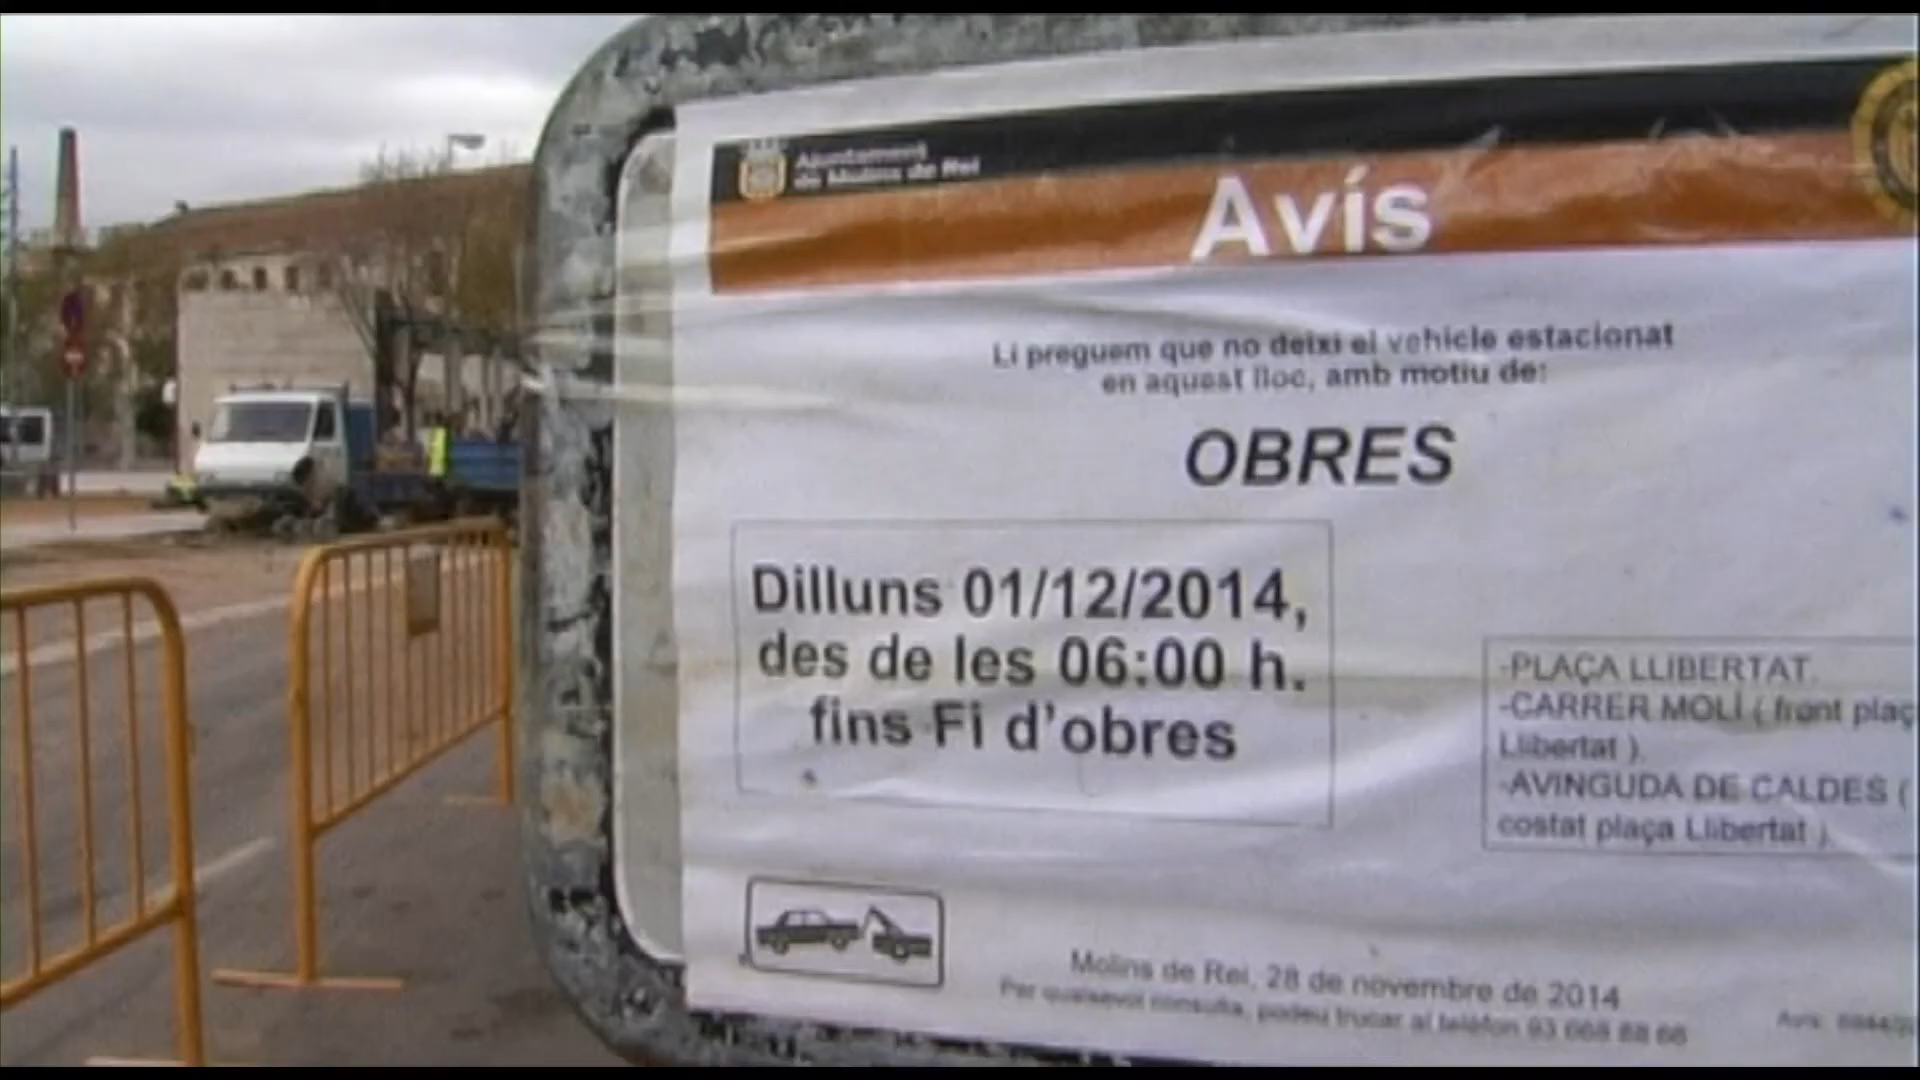 Ajuntament
de Molins de Rei
Avís
Li preguem que no deixi el vehicle estacionat
en aquest lloc, amb motiu de:
OBRES
Dilluns 01/12/2014,
des de les 06:00 h.
fins Fi d'obres
-PLAÇA LLIBERTAT.
-CARRER MOLÍ ( front plaç
Llibertat ).
-AVINGUDA DE CALDES (
costat plaça Llibertat ).
Molins de Rei, 28 de novembre de 2014
Per qualsevol consulta, podeu trucar al telèfon 93 668 88 66
Avís: